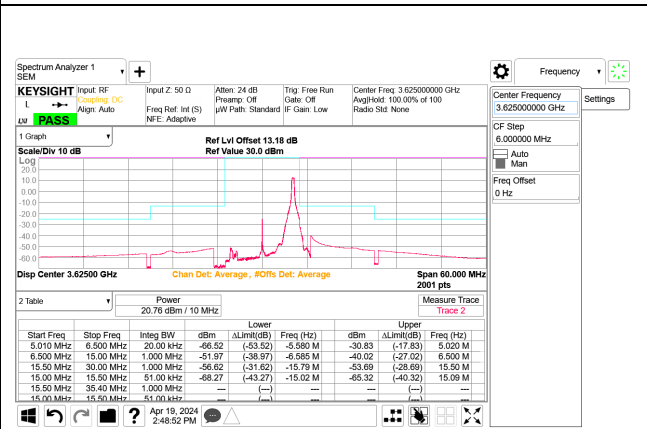 Spectrum Analyzer 1
SEM
Frequency
KEYSIGHT
L
LXI
PASS
Input: RF
Coupling: DC
Align: Auto
Input Z: 50 Ω
Freq Ref: Int (S)
NFE: Adaptive
Atten: 24 dB
Preamp: Off
µW Path: Standard
Trig: Free Run
Gate: Off
IF Gain: Low
Center Freq: 3.625000000 GHz
Avg|Hold: 100.00% of 100
Radio Std: None
Center Frequency
3.625000000 GHz
Settings
CF Step
6.000000 MHz
Auto
Man
Freq Offset
0 Hz
1 Graph
Ref Lvl Offset 13.18 dB
Scale/Div 10 dB
Ref Value 30.0 dBm
Log
20.0
10.0
0.00
-10.0
-20.0
-30.0
-40.0
-50.0
-60.0
Disp Center 3.62500 GHz
Chan Det: Average, #Offs Det: Average
Span 60.000 MHz
2001 pts
2 Table
Power
20.76 dBm / 10 MHz
Measure Trace
Trace 2
Lower Upper
Start Freq Stop Freq Integ BW dBm ΔLimit(dB) Freq (Hz) dBm ΔLimit(dB) Freq (Hz)
5.010 MHz 6.500 MHz 20.00 kHz -66.52 (-53.52) -5.580 M -30.83 (-17.83) 5.020 M
6.500 MHz 15.00 MHz 1.000 MHz -51.97 (-38.97) -6.585 M -40.02 (-27.02) 6.500 M
15.50 MHz 30.00 MHz 1.000 MHz -56.62 (-31.62) -15.79 M -53.69 (-28.69) 15.50 M
15.00 MHz 15.50 MHz 51.00 kHz -68.27 (-43.27) -15.02 M -65.32 (-40.32) 15.09 M
15.50 MHz 35.40 MHz 1.000 MHz --- (---) --- (---)
15.00 MHz 15.50 MHz 51.00 kHz --- (---) --- (---)
?
Apr 19, 2024
2:48:52 PM